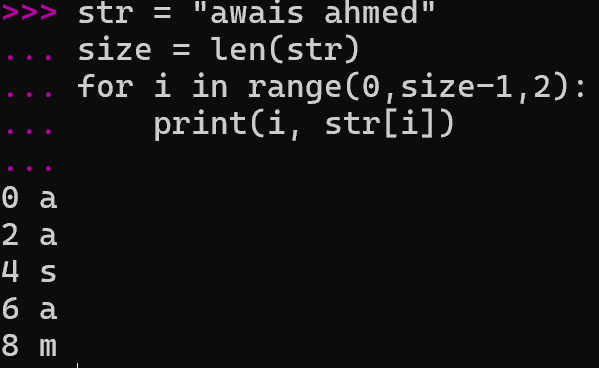 >>> str = "awais ahmed"
... size = len(str)
... for i in range(0,size-1,2):
...     print(i, str[i])
...
0 a
2 a
4 s
6 a
8 m